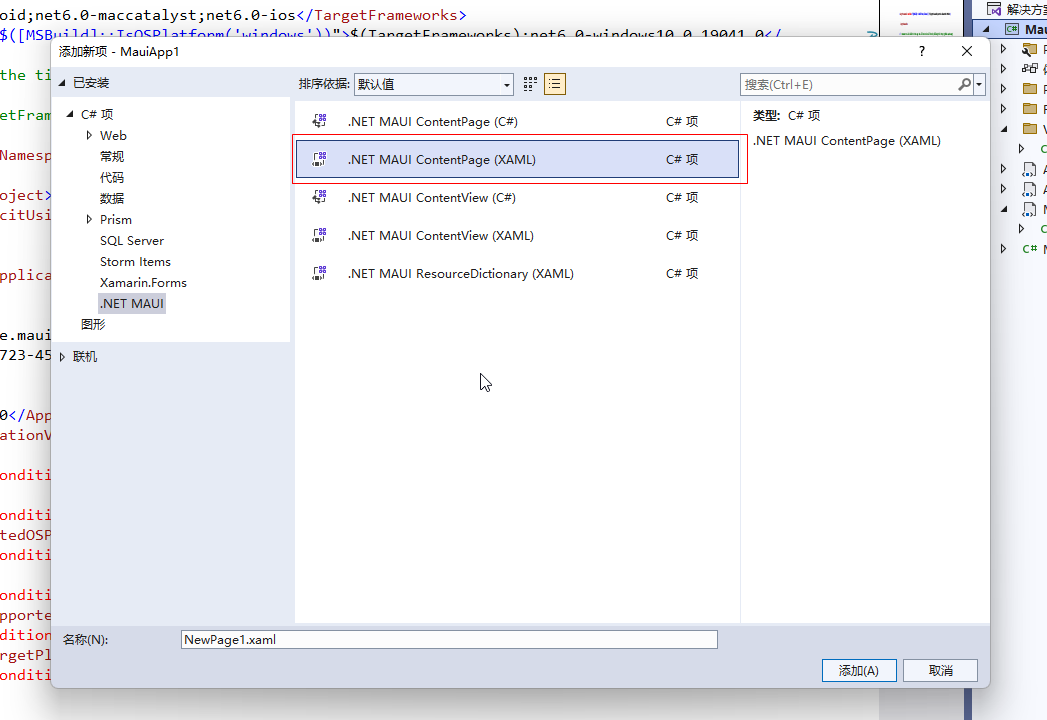 oid;net6.0-maccatalyst;net6.0-ios</TargetFrameworks>
$([MSBuild]::IsOSPlatform('windows'))">$(TargetFrameworks);net6.0-windows10.0.19041.0</
解决方
添加新项 - MauiApp1
?
Mau
the ti
已安装
排序依据:
默认值
搜索(Ctrl+E)
C# 项
类型: C# 项
etFram
Web
.NET MAUI ContentPage (C#)
C# 项
.NET MAUI ContentPage (XAML)
Namesp
常规
.NET MAUI ContentPage (XAML)
C# 项
代码
oject>
数据
.NET MAUI ContentView (C#)
C# 项
citUsi
Prism
SQL Server
.NET MAUI ContentView (XAML)
C# 项
Storm Items
pplica
Xamarin.Forms
.NET MAUI ResourceDictionary (XAML)
C# 项
.NET MAUI
图形
e.maui
723-45
联机
0</App
ationV
onditi
onditi
tedOSP
onditi
onditi
pporte
dition
名称(N):
NewPage1.xaml
rgetPl
onditi
添加(A)
取消